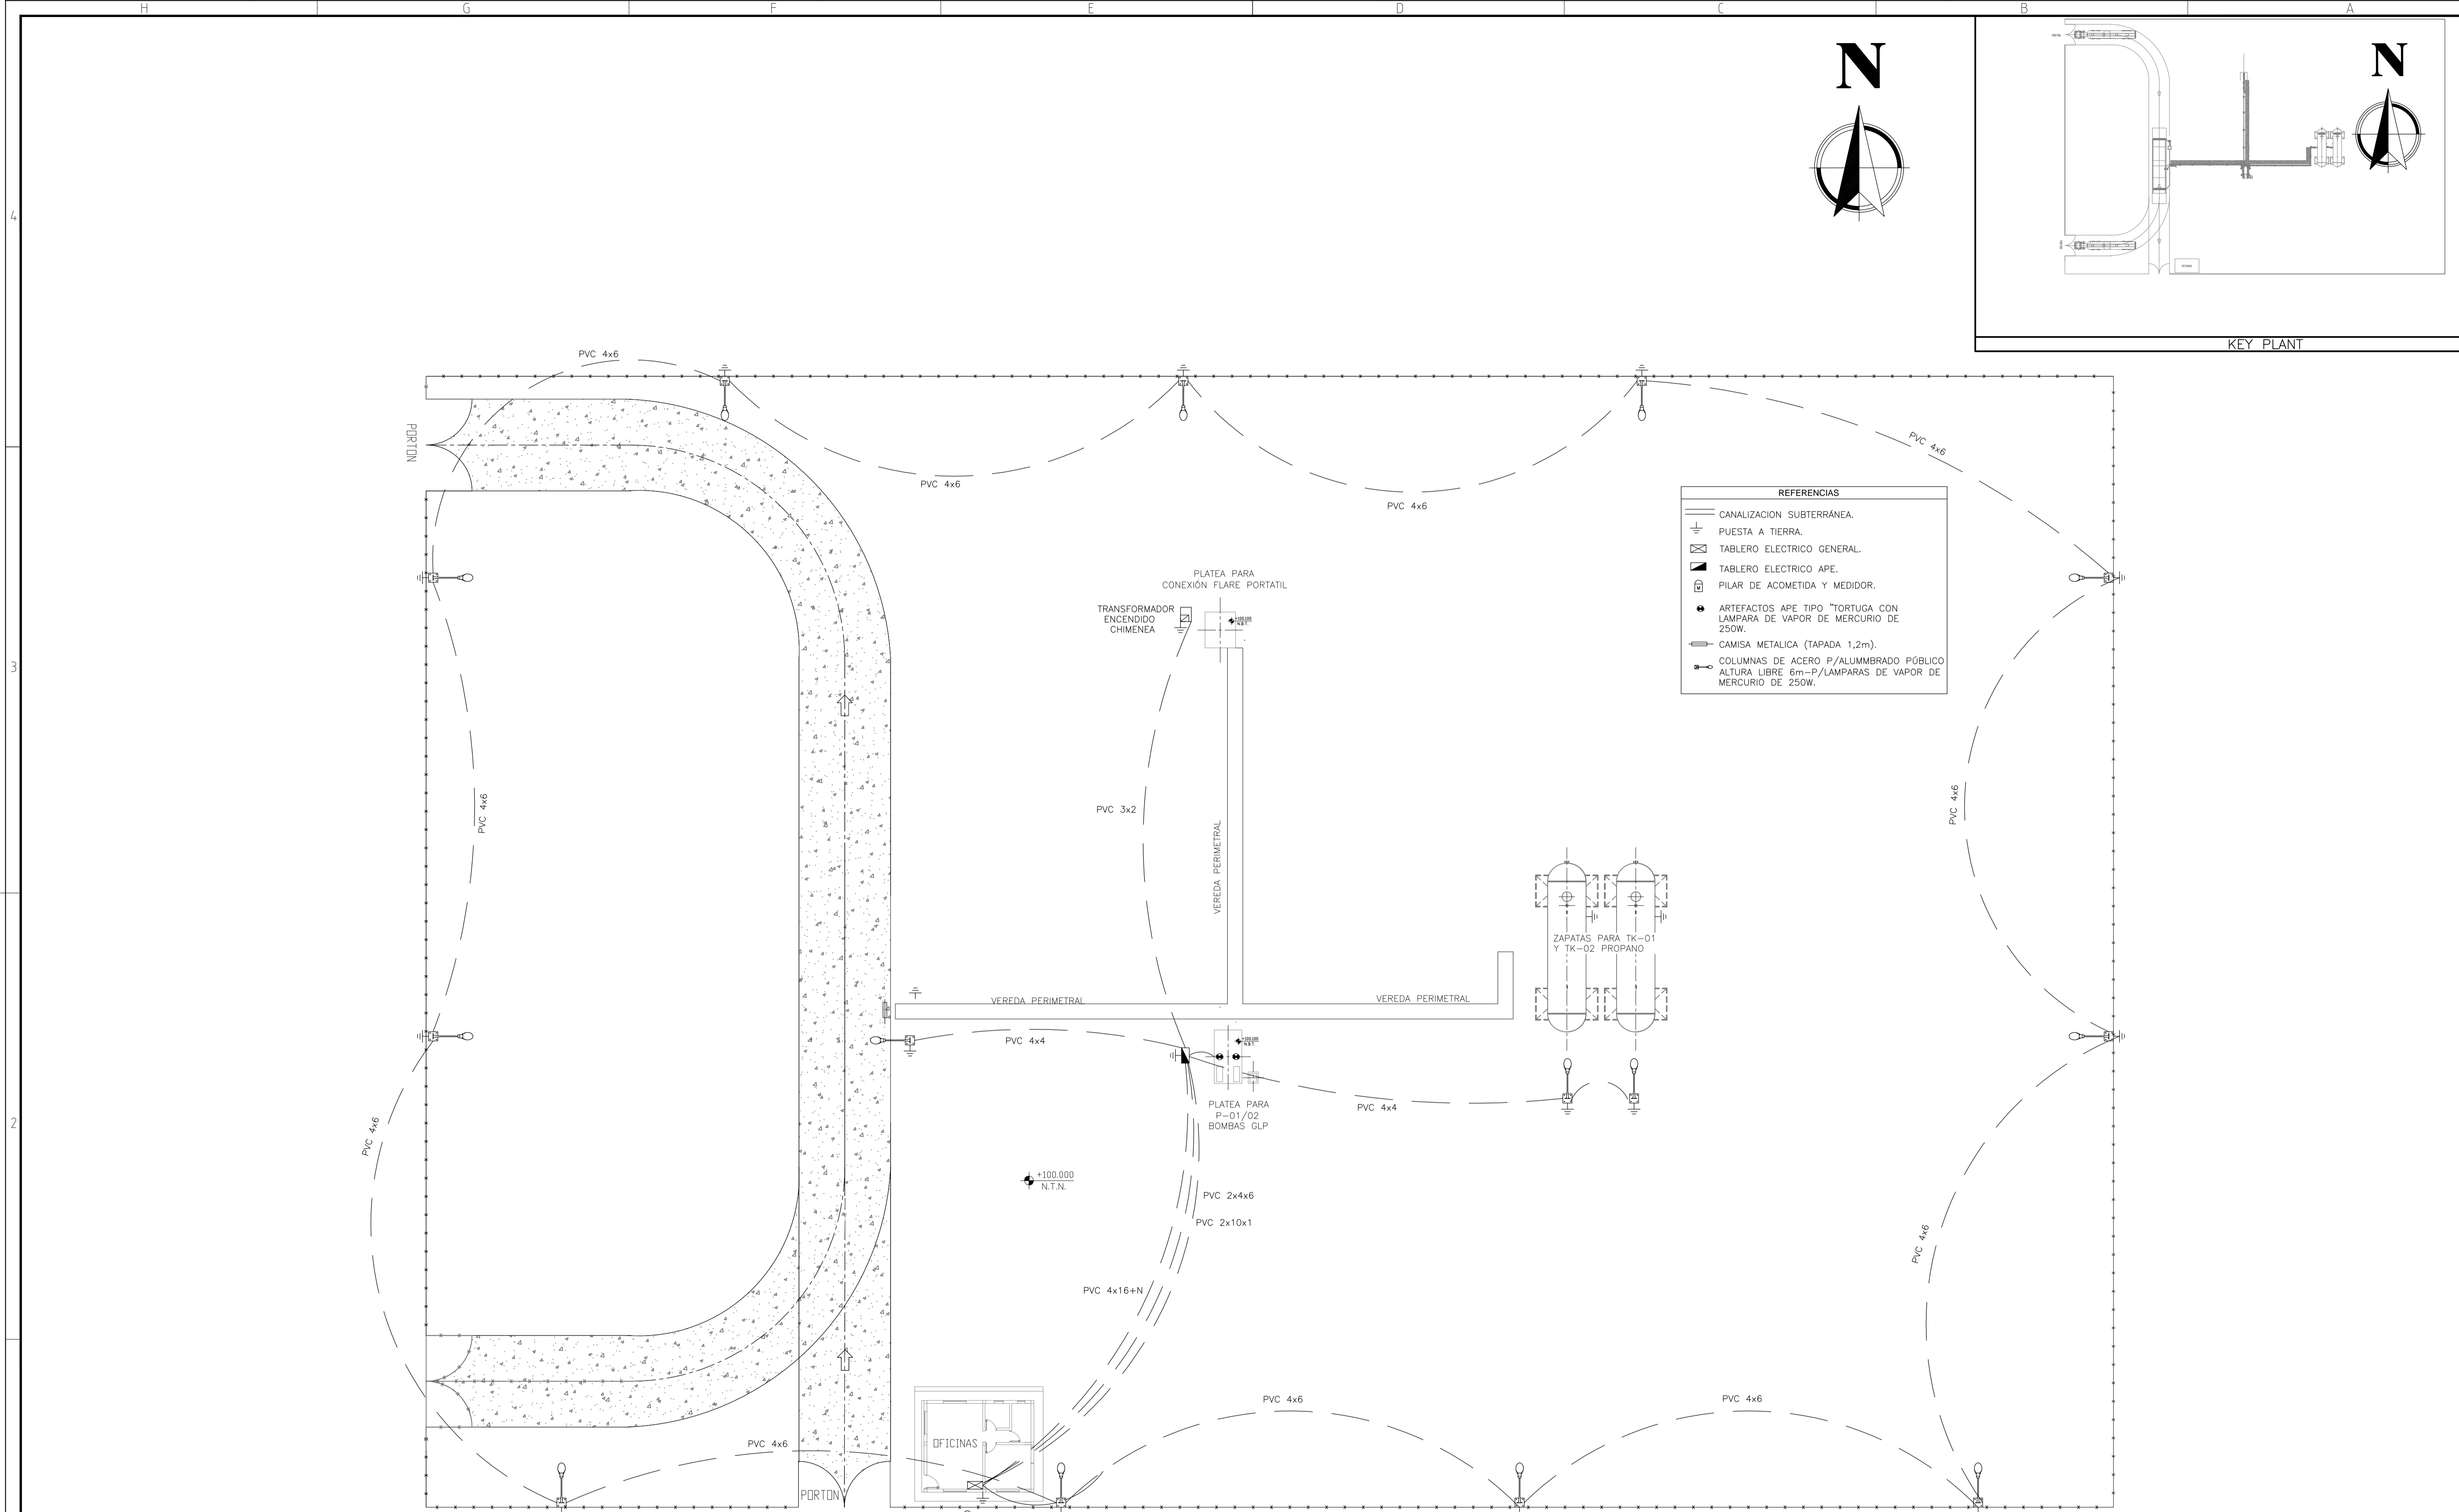 H G F E D C B A
4
3
2
N
N
KEY PLANT
PVC 4x6
PORTON
PVC 4x6
PVC 4x6
PVC 4x6
REFERENCIAS
CANALIZACION SUBTERRÁNEA.
PUESTA A TIERRA.
TABLERO ELECTRICO GENERAL.
TABLERO ELECTRICO APE.
M
PILAR DE ACOMETIDA Y MEDIDOR.
ARTEFACTOS APE TIPO "TORTUGA CON
LAMPARA DE VAPOR DE MERCURIO DE
250W.
CAMISA METALICA (TAPADA 1,2m).
COLUMNAS DE ACERO P/ALUMMBRADO PÚBLICO
ALTURA LIBRE 6m-P/LAMPARAS DE VAPOR DE
MERCURIO DE 250W.
PLATEA PARA
CONEXIÓN FLARE PORTATIL
TRANSFORMADOR
ENCENDIDO
CHIMENEA
+100.100
N.B.T.
PVC 4x6
PVC 3x2
VEREDA PERIMETRAL
PVC 4x6
ZAPATAS PARA TK-01
Y TK-02 PROPANO
VEREDA PERIMETRAL
VEREDA PERIMETRAL
PVC 4x4
+100.100
N.B.T.
PLATEA PARA
P-01/02
BOMBAS GLP
PVC 4x4
PVC 4x6
+100.000
N.T.N.
PVC 2x4x6
PVC 2x10x1
PVC 4x16+N
PVC 4x6
PVC 4x6
PVC 4x6
PVC 4x6
OFICINAS
PORTON